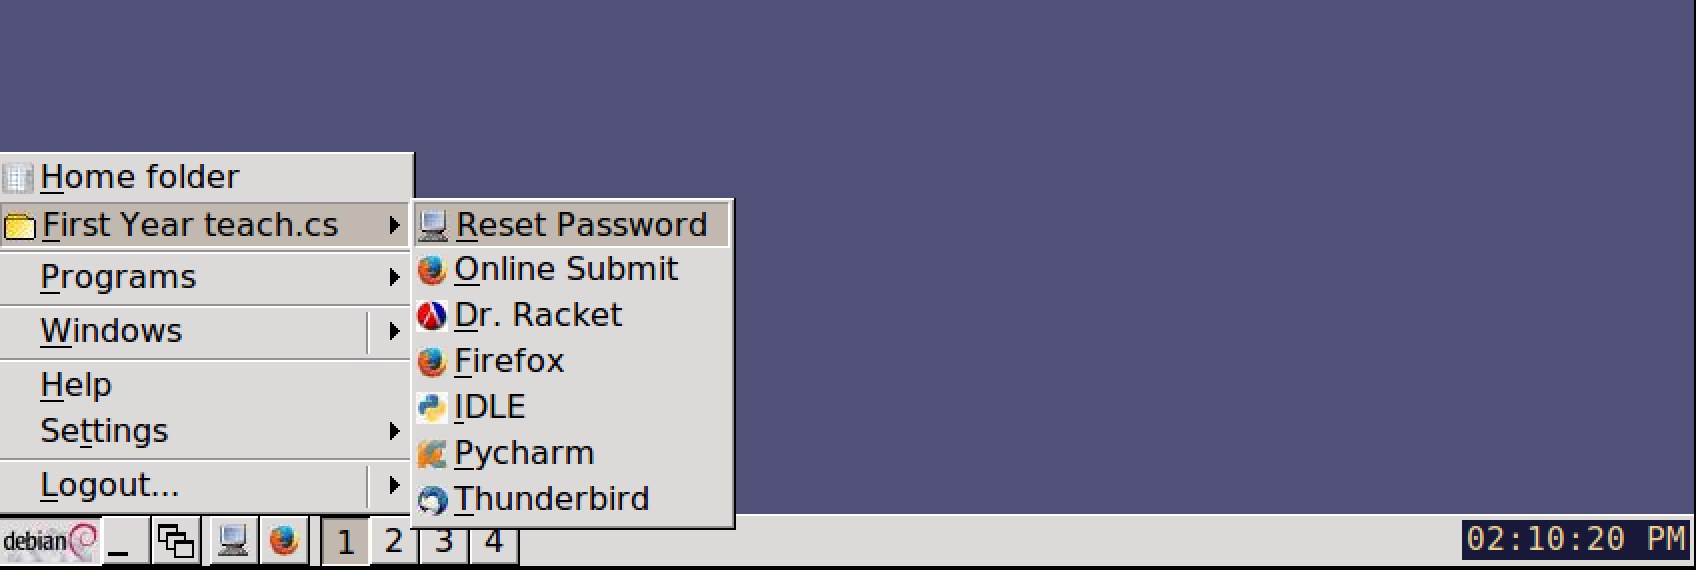 Home folder
First Year teach.cs
Programs
Windows
Help
Settings
Logout...
Reset Password
Online Submit
Dr. Racket
Firefox
IDLE
Pycharm
Thunderbird
debian 1 2 3 4 02:10:20 PM